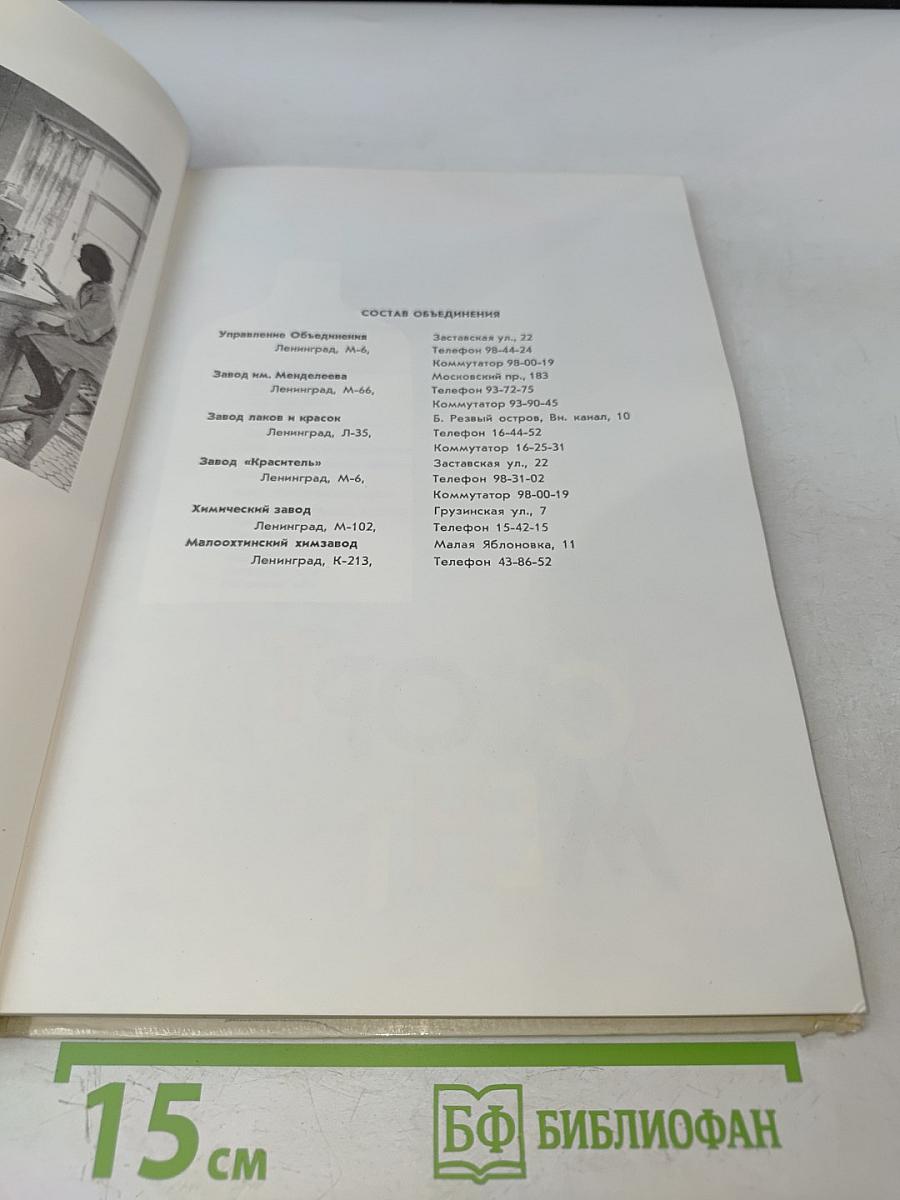 СОСТАВ ОБЪЕДИНЕНИЯ
Управление Объединения Заставская ул., 22
Ленинград, М-6, Телефон 98-44-24
Коммутатор 98-00-19
Завод им. Менделеева Московский пр., 183
Ленинград, М-66, Телефон 93-72-75
Коммутатор 93-90-45
Завод лаков и красок Б. Резвый остров, Вн. канал, 10
Ленинград, Л-35, Телефон 16-44-52
Коммутатор 16-25-31
Завод «Краситель» Заставская ул., 22
Ленинград, М-6, Телефон 98-31-02
Коммутатор 98-00-19
Химический завод Грузинская ул., 7
Ленинград, М-102, Телефон 15-42-15
Малоохтинский химзавод Малая Яблоновка, 11
Ленинград, К-213, Телефон 43-86-52
15 см
БФ БИБЛИОФАН